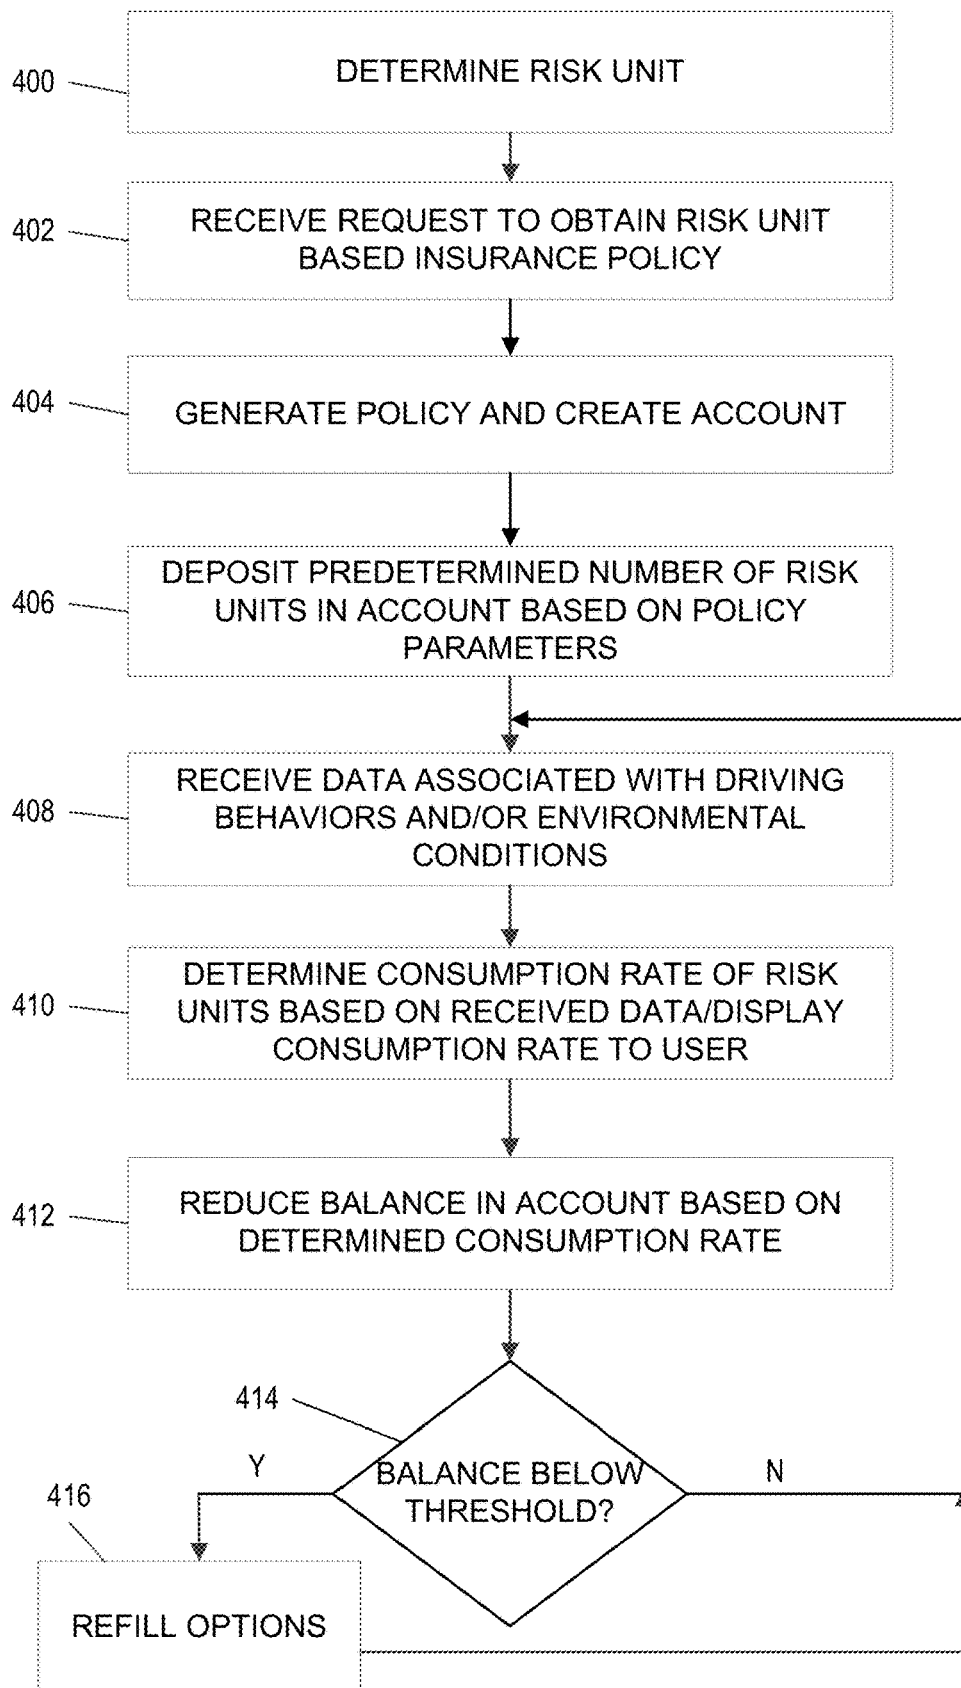 400
DETERMINE RISK UNIT
402
RECEIVE REQUEST TO OBTAIN RISK UNIT
BASED INSURANCE POLICY
404
GENERATE POLICY AND CREATE ACCOUNT
406
DEPOSIT PREDETERMINED NUMBER OF RISK
UNITS IN ACCOUNT BASED ON POLICY
PARAMETERS
408
RECEIVE DATA ASSOCIATED WITH DRIVING
BEHAVIORS AND/OR ENVIRONMENTAL
CONDITIONS
410
DETERMINE CONSUMPTION RATE OF RISK
UNITS BASED ON RECEIVED DATA/DISPLAY
CONSUMPTION RATE TO USER
412
REDUCE BALANCE IN ACCOUNT BASED ON
DETERMINED CONSUMPTION RATE
414
Y
BALANCE BELOW
THRESHOLD?
N
416
REFILL OPTIONS